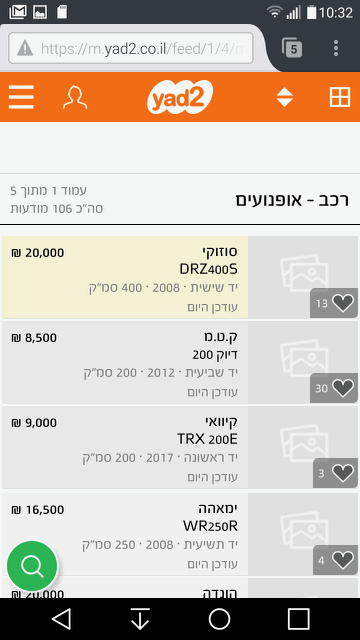 10:32
https://m.yad2.co.il/feed/1/4/m
5
yad2
רכב - אופנועים
עמוד 1 מתוך 5
סה״כ 106 מודעות
סוזוקי
₪ 20,000
DRZ400S
יד שישית · 2008 · 400 סמ״ק
עודכן היום
13
ק.ט.מ
₪ 8,500
דיוק 200
יד שביעית · 2012 · 200 סמ״ק
עודכן היום
30
קיוואי
₪ 9,000
TRX 200E
יד ראשונה · 2017 · 200 סמ״ק
עודכן היום
3
ימאהה
₪ 16,500
WR250R
יד תשיעית · 2008 · 250 סמ״ק
עודכן היום
4
הונדה
₪ 20,000